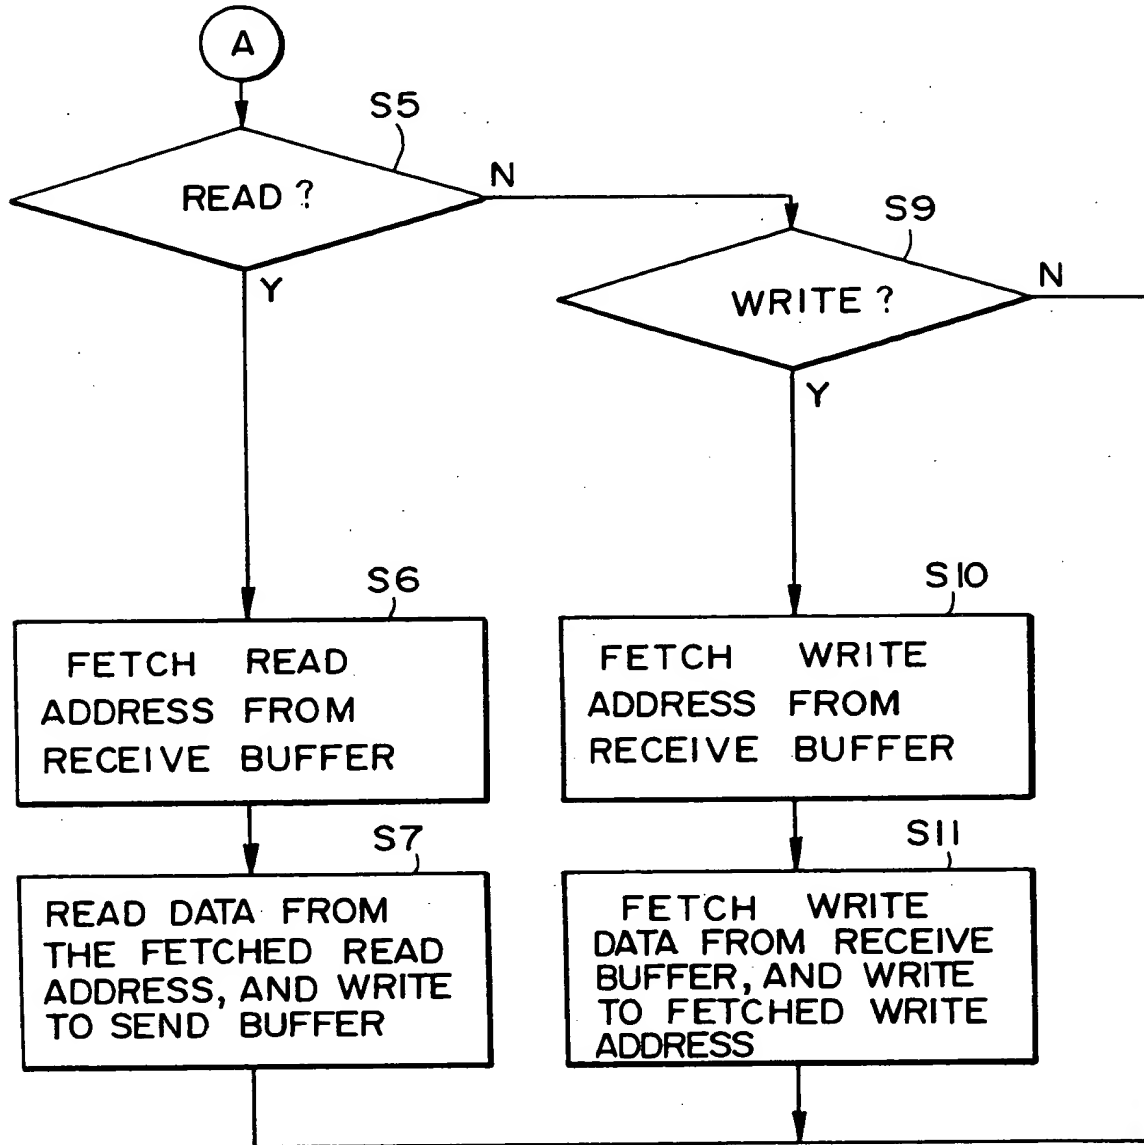 A
S5
READ ?
N
Y
S9
WRITE ?
N
Y
S6
FETCH READ
ADDRESS FROM
RECEIVE BUFFER
S10
FETCH WRITE
ADDRESS FROM
RECEIVE BUFFER
S7
READ DATA FROM
THE FETCHED READ
ADDRESS, AND WRITE
TO SEND BUFFER
S11
FETCH WRITE
DATA FROM RECEIVE
BUFFER, AND WRITE
TO FETCHED WRITE
ADDRESS